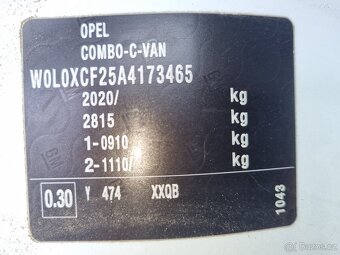 OPEL
COMBO-C-VAN
W0L0XCF25A4173465
2020/ kg
2815 kg
1-0910 kg
2-1110/ kg
0.30 Y 474 XXQB
1043